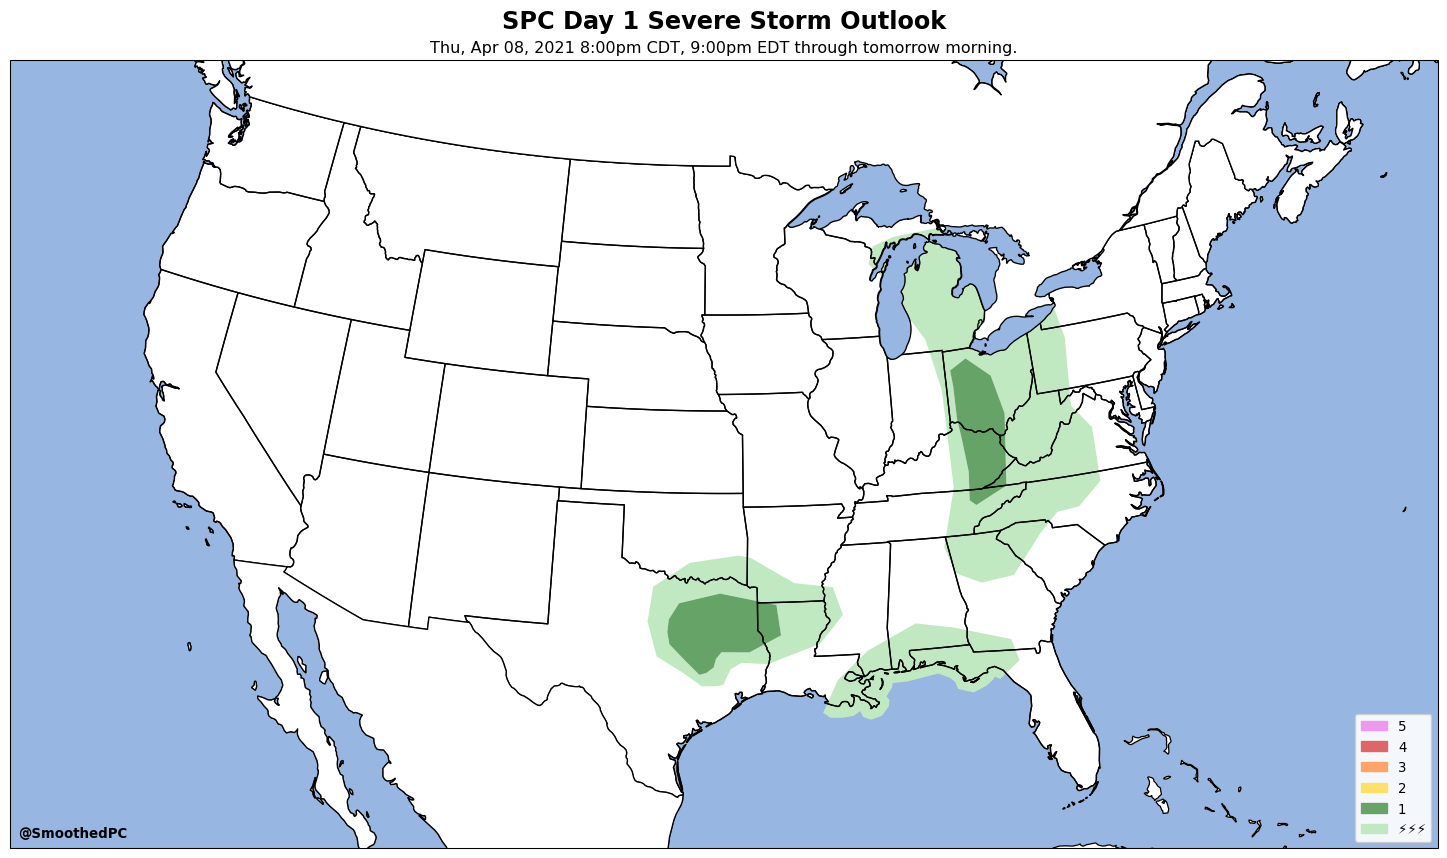 SPC Day 1 Severe Storm Outlook
Thu, Apr 08, 2021 8:00pm CDT, 9:00pm EDT through tomorrow morning.
5
4
3
2
1
⚡⚡⚡
@SmoothedPC